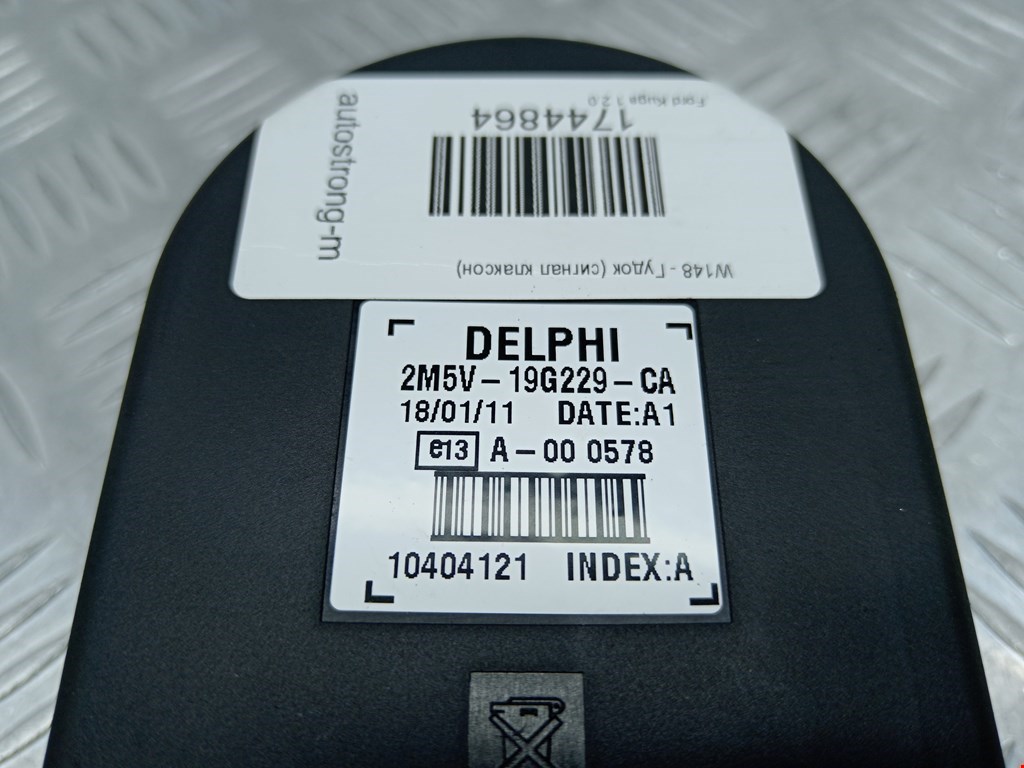 autostrong-m
W148 - Гудок (сигнал клаксон)
1744864
Ford Kuga 1 2.0
DELPHI
2M5V-19G229-CA
18/01/11 DATE:A1
e13 A-00 0578
10404121 INDEX:A